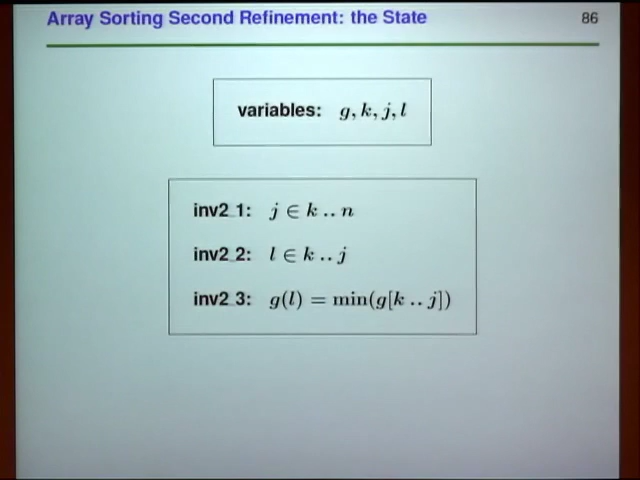 Array Sorting Second Refinement: the State
86
variables: g, k, j, l
inv2_1: j ∈ k .. n
inv2_2: l ∈ k .. j
inv2_3: g(l) = min(g[k .. j])